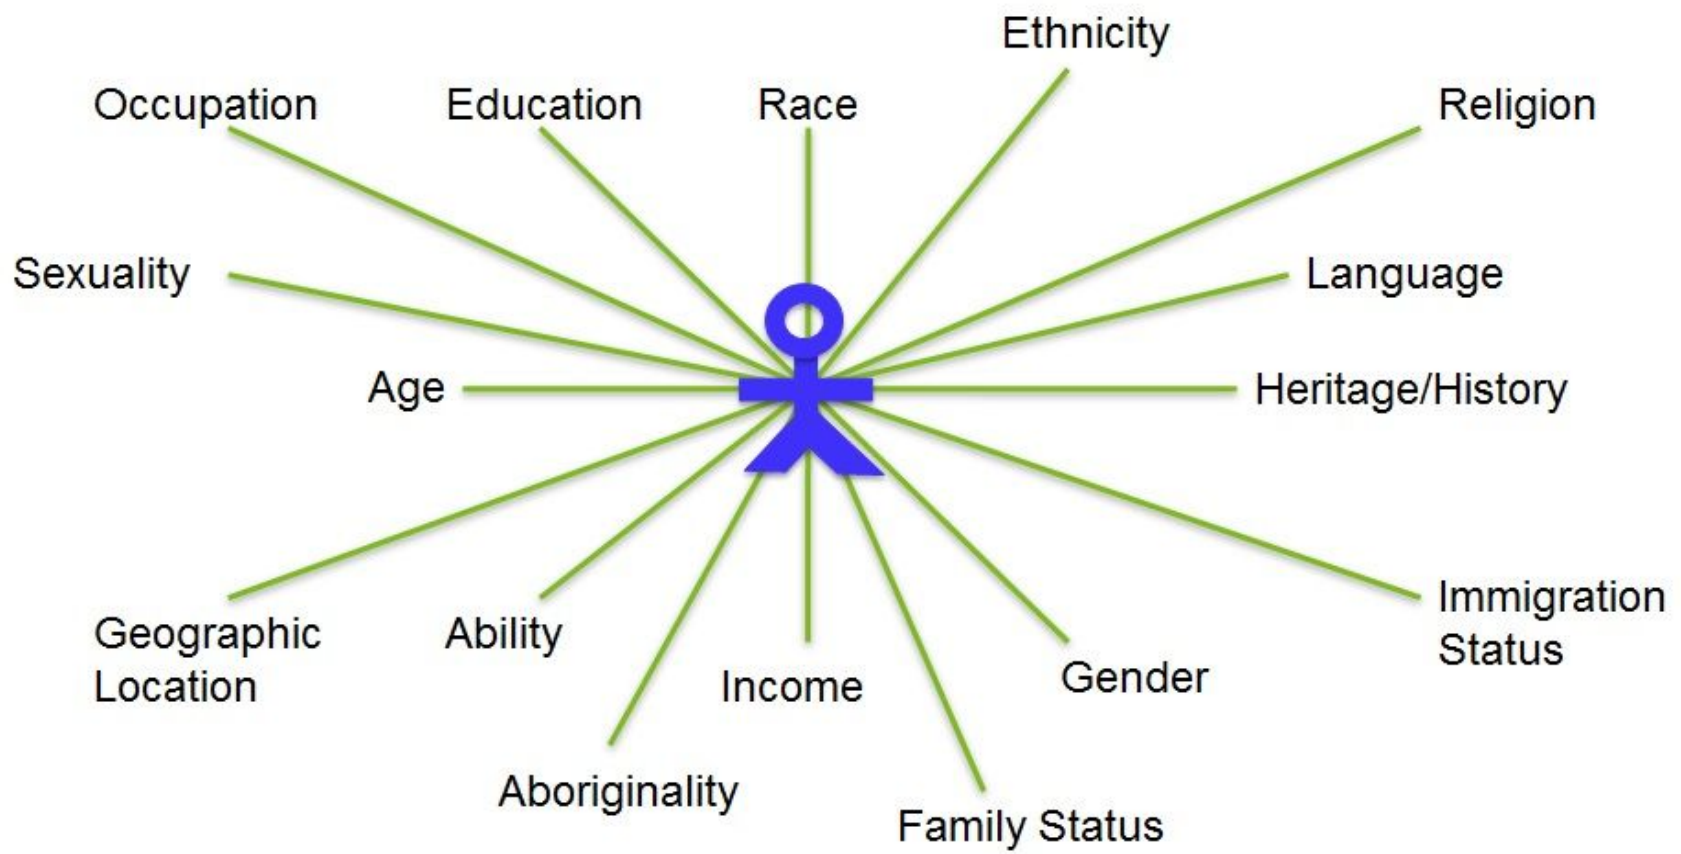 Ethnicity
Occupation
Education
Race
Religion
Sexuality
Language
Age
Heritage/History
Geographic
Location
Ability
Income
Gender
Immigration
Status
Aboriginality
Family Status